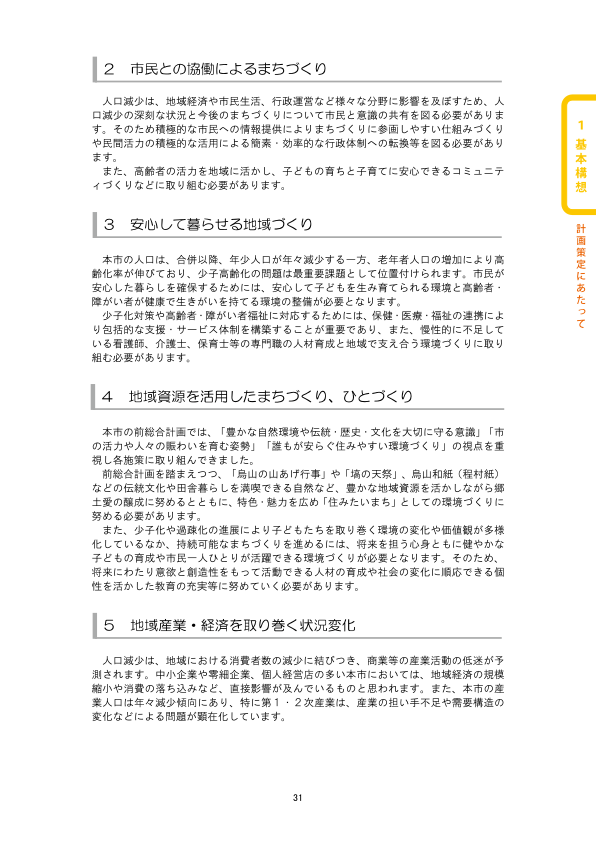 ２　市民との協働によるまちづくり
　人口減少は、地域経済や市民生活、行政運営など様々な分野に影響を及ぼすため、人
口減少の深刻な状況と今後のまちづくりについて市民と意識の共有を図る必要がありま
す。そのため積極的な市民への情報提供によりまちづくりに参画しやすい仕組みづくり
や民間活力の積極的な活用による簡素・効率的な行政体制への転換等を図る必要があり
ます。
　また、高齢者の活力を地域に活かし、子どもの育ちと子育てに安心できるコミュニテ
ィづくりなどに取り組む必要があります。
３　安心して暮らせる地域づくり
　本市の人口は、合併以降、年少人口が年々減少する一方、老年者人口の増加により高
齢化率が伸びており、少子高齢化の問題は最重要課題として位置付けられます。市民が
安心した暮らしを確保するためには、安心して子どもを生み育てられる環境と高齢者・
障がい者が健康で生きがいを持てる環境の整備が必要となります。
　少子化対策や高齢者・障がい者福祉に対応するためには、保健・医療・福祉の連携によ
り包括的な支援・サービス体制を構築することが重要であり、また、慢性的に不足して
いる看護師、介護士、保育士等の専門職の人材育成と地域で支え合う環境づくりに取り
組む必要があります。
４　地域資源を活用したまちづくり、ひとづくり
　本市の前総合計画では、「豊かな自然環境や伝統・歴史・文化を大切に守る意識」「市
の活力や人々の賑わいを育む姿勢」「誰もが安らぐ住みやすい環境づくり」の視点を重
視し各施策に取り組んできました。
　前総合計画を踏まえつつ、「烏山の山あげ行事」や「塙の天祭」、烏山和紙（程村紙）
などの伝統文化や田舎暮らしを満喫できる自然など、豊かな地域資源を活かしながら郷
土愛の醸成に努めるとともに、特色・魅力を広め「住みたいまち」としての環境づくりに
努める必要があります。
　また、少子化や過疎化の進展により子どもたちを取り巻く環境の変化や価値観が多様
化しているなか、持続可能なまちづくりを進めるには、将来を担う心身ともに健やかな
子どもの育成や市民一人ひとりが活躍できる環境づくりが必要となります。そのため、
将来にわたり意欲と創造性をもって活動できる人材の育成や社会の変化に順応できる個
性を活かした教育の充実等に努めていく必要があります。
５　地域産業・経済を取り巻く状況変化
　人口減少は、地域における消費者数の減少に結びつき、商業等の産業活動の低迷が予
測されます。中小企業や零細企業、個人経営店の多い本市においては、地域経済の規模
縮小や消費の落ち込みなど、直接影響が及んでいるものと思われます。また、本市の産
業人口は年々減少傾向にあり、特に第１・２次産業は、産業の担い手不足や需要構造の
変化などによる問題が顕在化しています。
１ 基本構想
計画策定にあたって
31